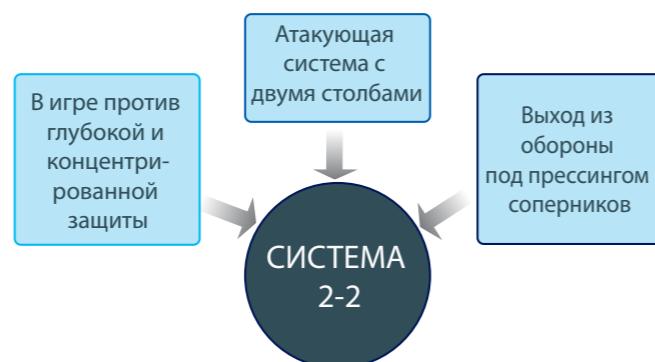 Атакующая
система с
двумя столбами
В игре против
глубокой и
концентри-
рованной
защиты
Выход из
обороны
под прессингом
соперников
СИСТЕМА
2-2